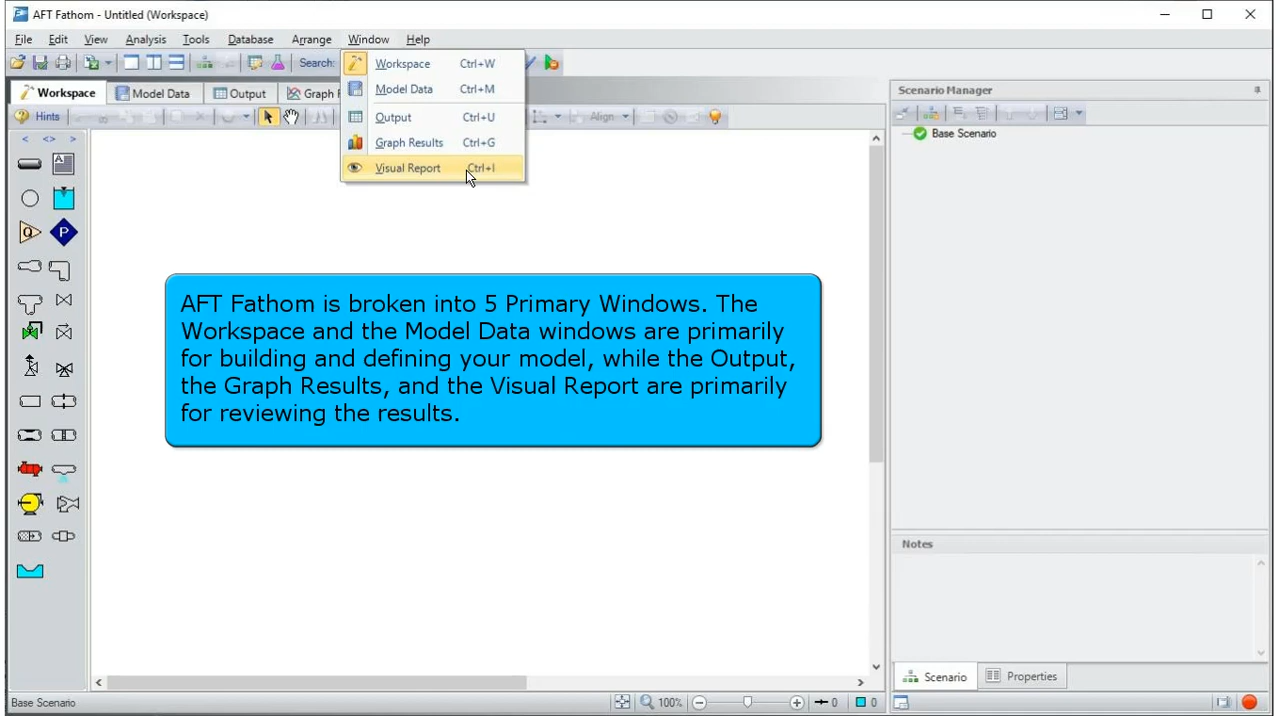 AFT Fathom - Untitled (Workspace)
File Edit View Analysis Tools Database Arrange Window Help
Search:
Workspace Ctrl+W
Model Data Ctrl+M
Output Ctrl+U
Graph Results Ctrl+G
Visual Report Ctrl+I
Workspace Model Data Output Graph
Hints Align
< <> >
A
Q P
AFT Fathom is broken into 5 Primary Windows. The
Workspace and the Model Data windows are primarily
for building and defining your model, while the Output,
the Graph Results, and the Visual Report are primarily
for reviewing the results.
Scenario Manager
Base Scenario
Notes
Scenario Properties
Base Scenario 100% 0 0